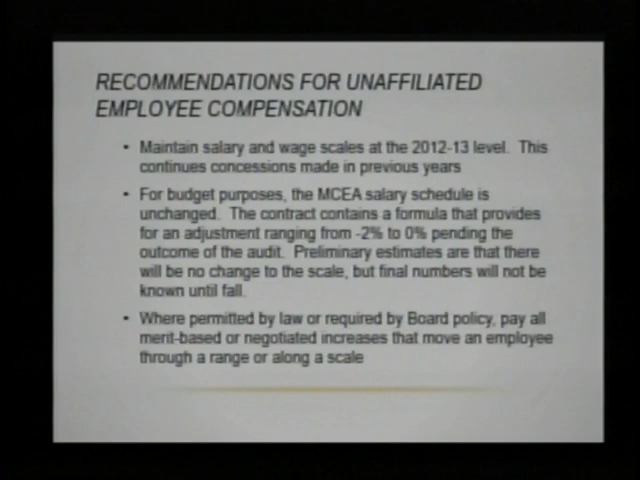 RECOMMENDATIONS FOR UNAFFILIATED
EMPLOYEE COMPENSATION
• Maintain salary and wage scales at the 2012-13 level. This
continues concessions made in previous years
• For budget purposes, the MCEA salary schedule is
unchanged. The contract contains a formula that provides
for an adjustment ranging from -2% to 0% pending the
outcome of the audit. Preliminary estimates are that there
will be no change to the scale, but final numbers will not be
known until fall.
• Where permitted by law or required by Board policy, pay all
merit-based or negotiated increases that move an employee
through a range or along a scale